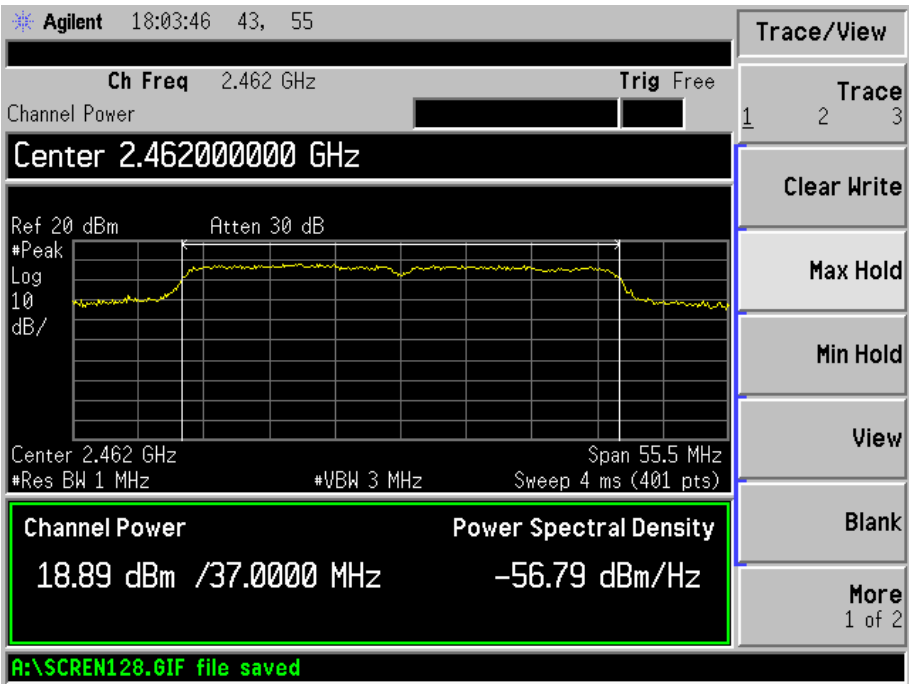 Agilent 18:03:46 43, 55
Trace/View
Ch Freq 2.462 GHz Trig Free
Channel Power
Trace
1 2 3
Center 2.462000000 GHz
Clear Write
Ref 20 dBm Atten 30 dB
#Peak
Log
10
dB/
Max Hold
Min Hold
View
Center 2.462 GHz Span 55.5 MHz
#Res BW 1 MHz #VBW 3 MHz Sweep 4 ms (401 pts)
Blank
Channel Power Power Spectral Density
18.89 dBm /37.0000 MHz -56.79 dBm/Hz
More
1 of 2
A:\SCREN128.GIF file saved